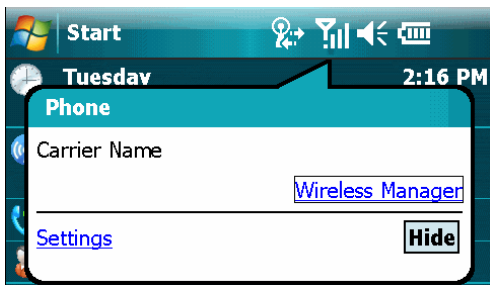 Start
Tuesday
2:16 PM
Phone
Carrier Name
Wireless Manager
Settings
Hide